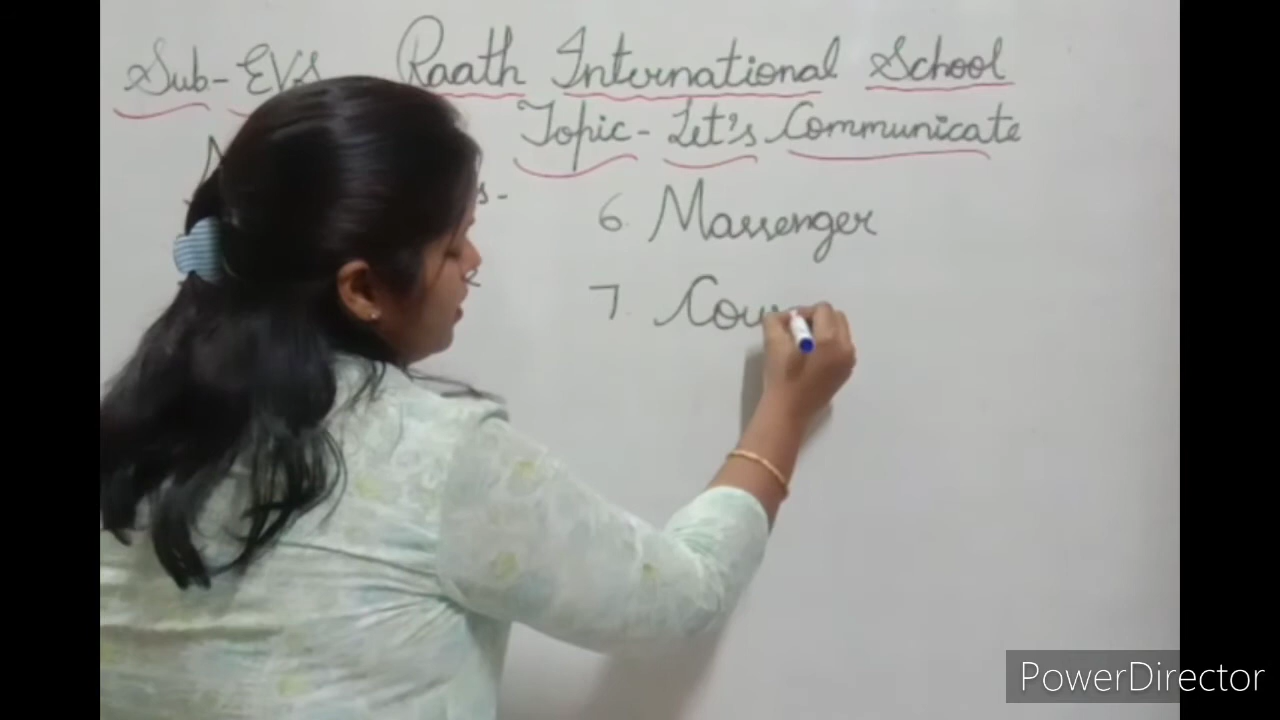 Sub- EVS Raath International School
Topic- Let's Communicate
6 Massenger
7 Cou
PowerDirector